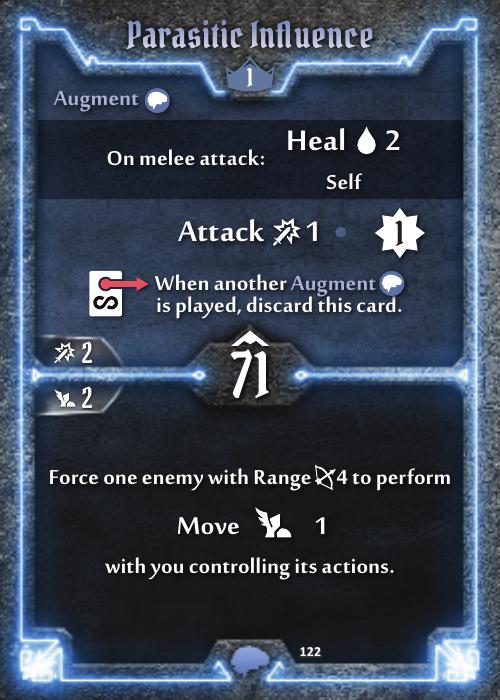 Parasitic Influence
1
Augment
On melee attack:
Heal 2
Self
Attack 1
1
When another Augment
is played, discard this card.
2
71
2
Force one enemy with Range 4 to perform
Move 1
with you controlling its actions.
122